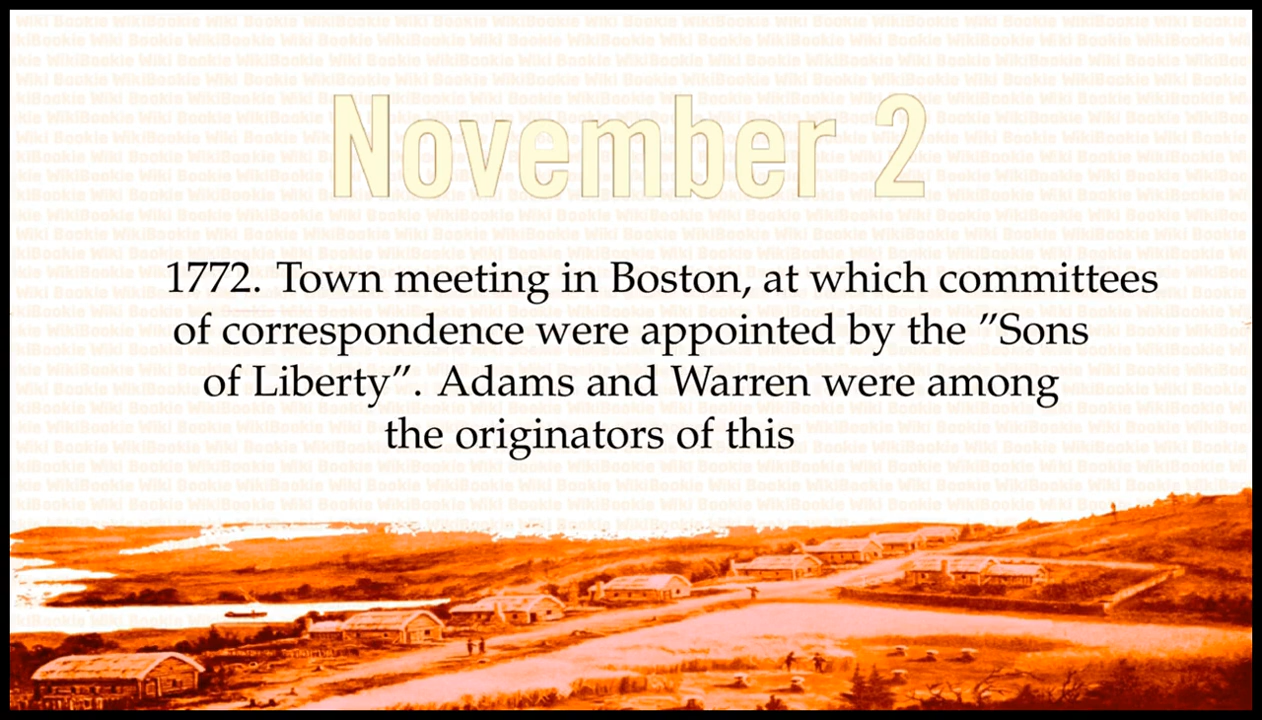 November 2
1772. Town meeting in Boston, at which committees
of correspondence were appointed by the ″Sons
of Liberty”. Adams and Warren were among
the originators of this